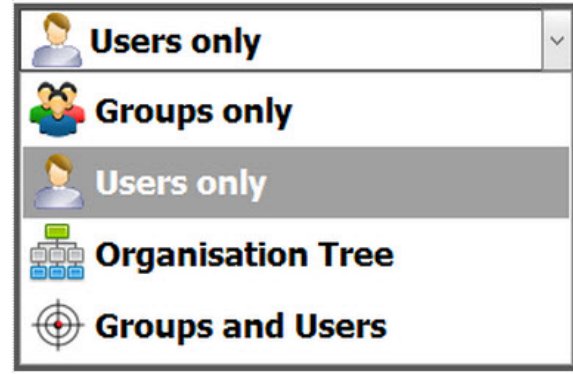 Users only
Groups only
Users only
Organisation Tree
Groups and Users